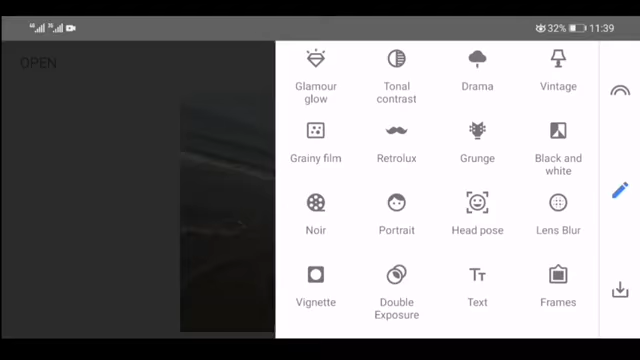 32% 11:39
OPEN
Glamour glow
Tonal contrast
Drama
Vintage
Grainy film
Retrolux
Grunge
Black and white
Noir
Portrait
Head pose
Lens Blur
Vignette
Double Exposure
Text
Frames